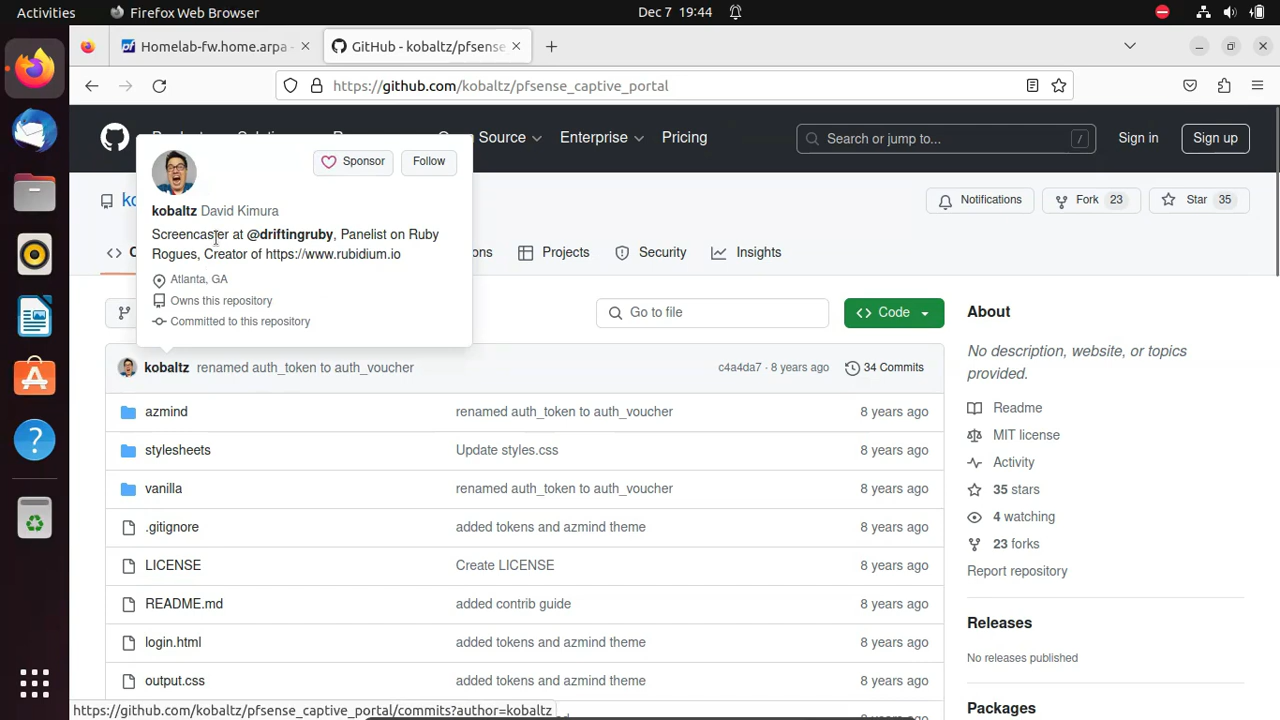 Activities
Firefox Web Browser
Dec 7 19:44
Homelab-fw.home.arpa -
GitHub - kobaltz/pfsense
https://github.com/kobaltz/pfsense_captive_portal
Open Source
Enterprise
Pricing
Search or jump to...
/
Sign in
Sign up
Sponsor
Follow
kobaltz David Kimura
Screencaster at @driftingruby, Panelist on Ruby
Rogues, Creator of https://www.rubidium.io
Atlanta, GA
Owns this repository
Committed to this repository
Notifications
Fork 23
Star 35
Projects
Security
Insights
Go to file
Code
kobaltz renamed auth_token to auth_voucher
c4a4da7 · 8 years ago
34 Commits
azmind renamed auth_token to auth_voucher 8 years ago
stylesheets Update styles.css 8 years ago
vanilla renamed auth_token to auth_voucher 8 years ago
.gitignore added tokens and azmind theme 8 years ago
LICENSE Create LICENSE 8 years ago
README.md added contrib guide 8 years ago
login.html added tokens and azmind theme 8 years ago
output.css added tokens and azmind theme 8 years ago
About
No description, website, or topics
provided.
Readme
MIT license
Activity
35 stars
4 watching
23 forks
Report repository
Releases
No releases published
Packages
https://github.com/kobaltz/pfsense_captive_portal/commits?author=kobaltz